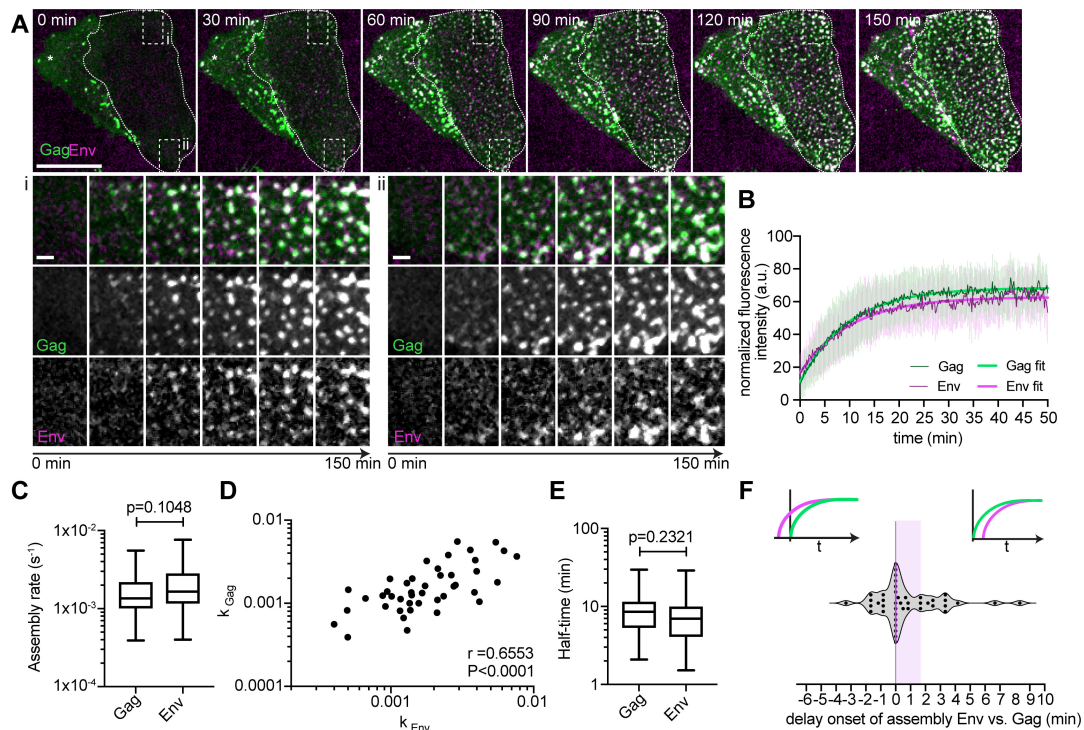 A
0 min
30 min
60 min
90 min
120 min
150 min
*
*
*
*
*
*
i
ii
GagEnv
i
ii
Gag
Gag
Env
Env
0 min
150 min
0 min
150 min
B
normalized fluorescence
intensity (a.u.)
100
80
60
40
20
0
Gag
Gag fit
Env
Env fit
0 5 10 15 20 25 30 35 40 45 50
time (min)
C
p=0.1048
Assembly rate (s-1)
1x10-2
1x10-3
1x10-4
Gag
Env
D
k Gag
0.01
0.001
0.0001
r =0.6553
P<0.0001
0.001
0.01
k Env
E
p=0.2321
Half-time (min)
100
10
1
Gag
Env
F
t
t
-6-5-4-3-2-1 0 1 2 3 4 5 6 7 8 9 10
delay onset of assembly Env vs. Gag (min)